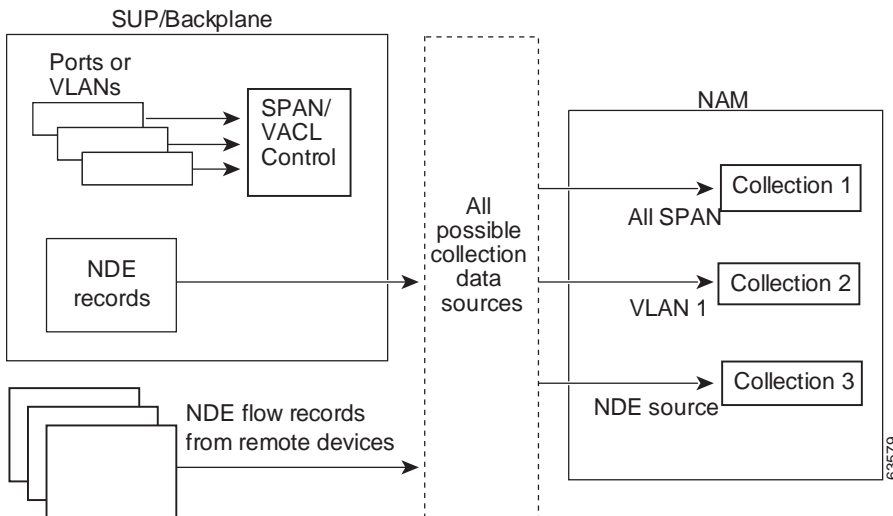 SUP/Backplane
Ports or
VLANs
SPAN/
VACL
Control
NDE
records
NDE flow records
from remote devices
All
possible
collection
data
sources
NAM
Collection 1
All SPAN
Collection 2
VLAN 1
Collection 3
NDE source
63579